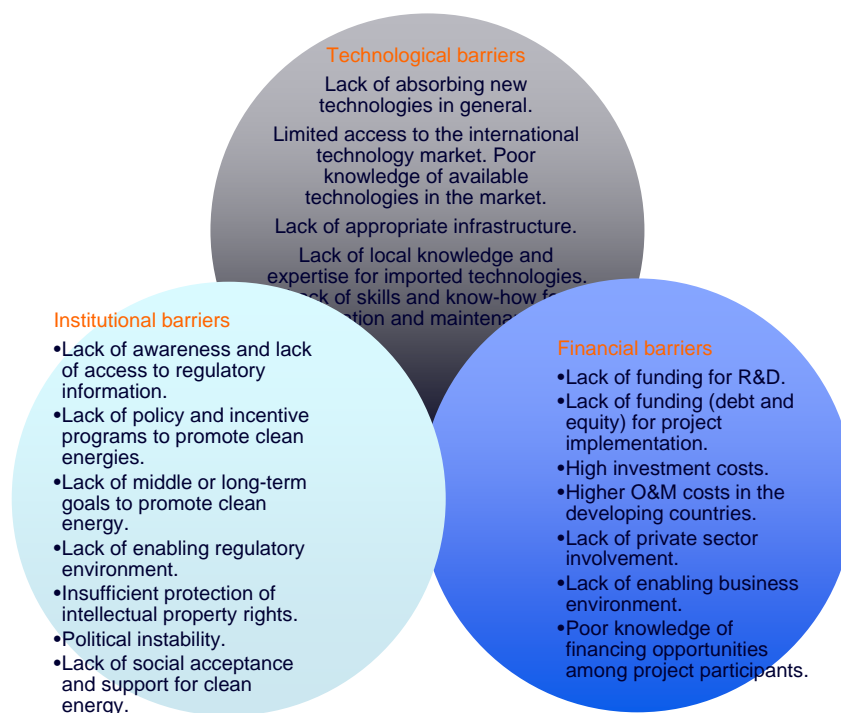 Technological barriers
Lack of absorbing new
technologies in general.
Limited access to the international
technology market. Poor
knowledge of available
technologies in the market.
Lack of appropriate infrastructure.
Lack of local knowledge and
expertise for imported technologies.
of skills and know-how
and maintenance
Institutional barriers
•Lack of awareness and lack
of access to regulatory
information.
•Lack of policy and incentive
programs to promote clean
energies.
•Lack of middle or long-term
goals to promote clean
energy.
•Lack of enabling regulatory
environment.
•Insufficient protection of
intellectual property rights.
•Political instability.
•Lack of social acceptance
and support for clean
energy.
Financial barriers
•Lack of funding for R&D.
•Lack of funding (debt and
equity) for project
implementation.
•High investment costs.
•Higher O&M costs in the
developing countries.
•Lack of private sector
involvement.
•Lack of enabling business
environment.
•Poor knowledge of
financing opportunities
among project participants.